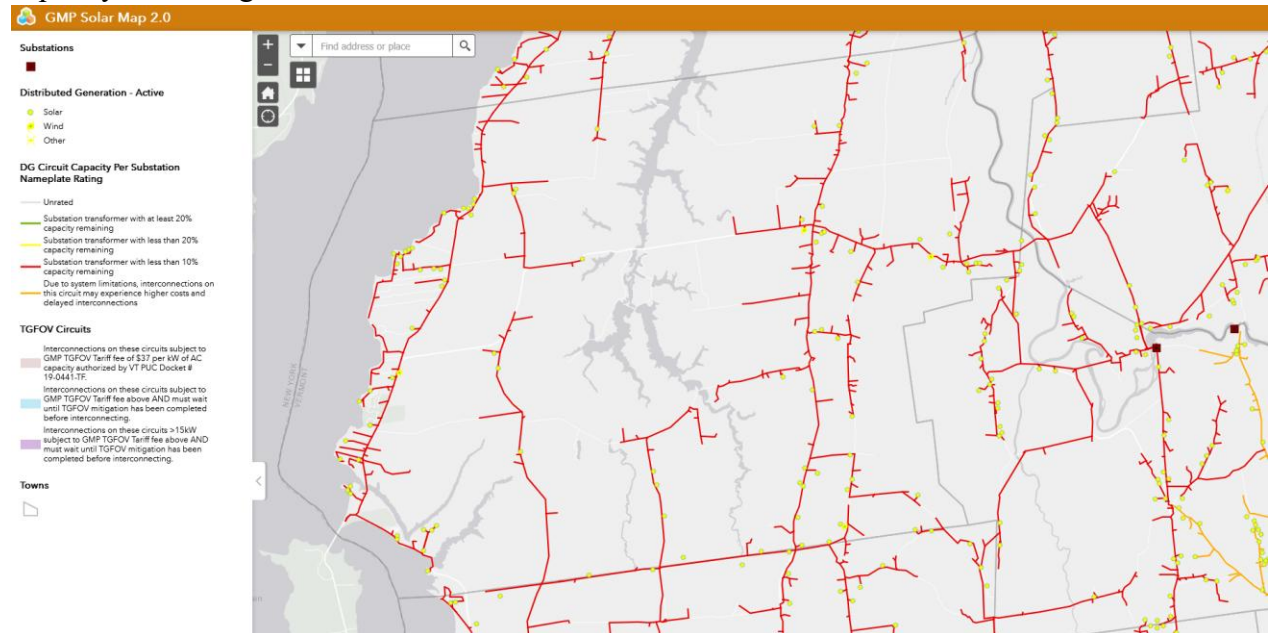 GMP Solar Map 2.0
Substations
Distributed Generation - Active
Solar
Wind
Other
DG Circuit Capacity Per Substation
Nameplate Rating
Unrated
Substation transformer with at least 20%
capacity remaining
Substation transformer with less than 20%
capacity remaining
Substation transformer with less than 10%
capacity remaining
Due to system limitations, interconnections on
this circuit may experience higher costs and
delayed interconnections
TGFOV Circuits
Interconnections on these circuits subject to
GMP TGFOV Tariff fee of $37 per kW of AC
capacity authorized by VT PUC Docket #
19-0441-TF.
Interconnections on these circuits subject to
GMP TGFOV Tariff fee above AND must wait
until TGFOV mitigation has been completed
before interconnecting.
Interconnections on these circuits >15kW
subject to GMP TGFOV Tariff fee above AND
must wait until TGFOV mitigation has been
completed before interconnecting.
Towns
Find address or place
NEW YORK
VERMONT